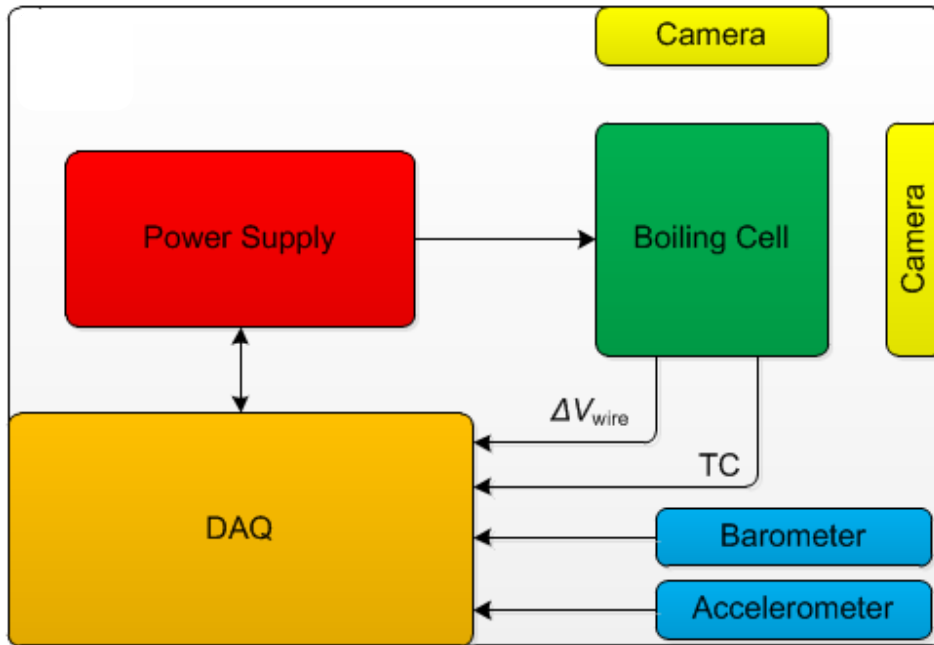 Camera
Power Supply
Boiling Cell
Camera
ΔVwire
TC
DAQ
Barometer
Accelerometer